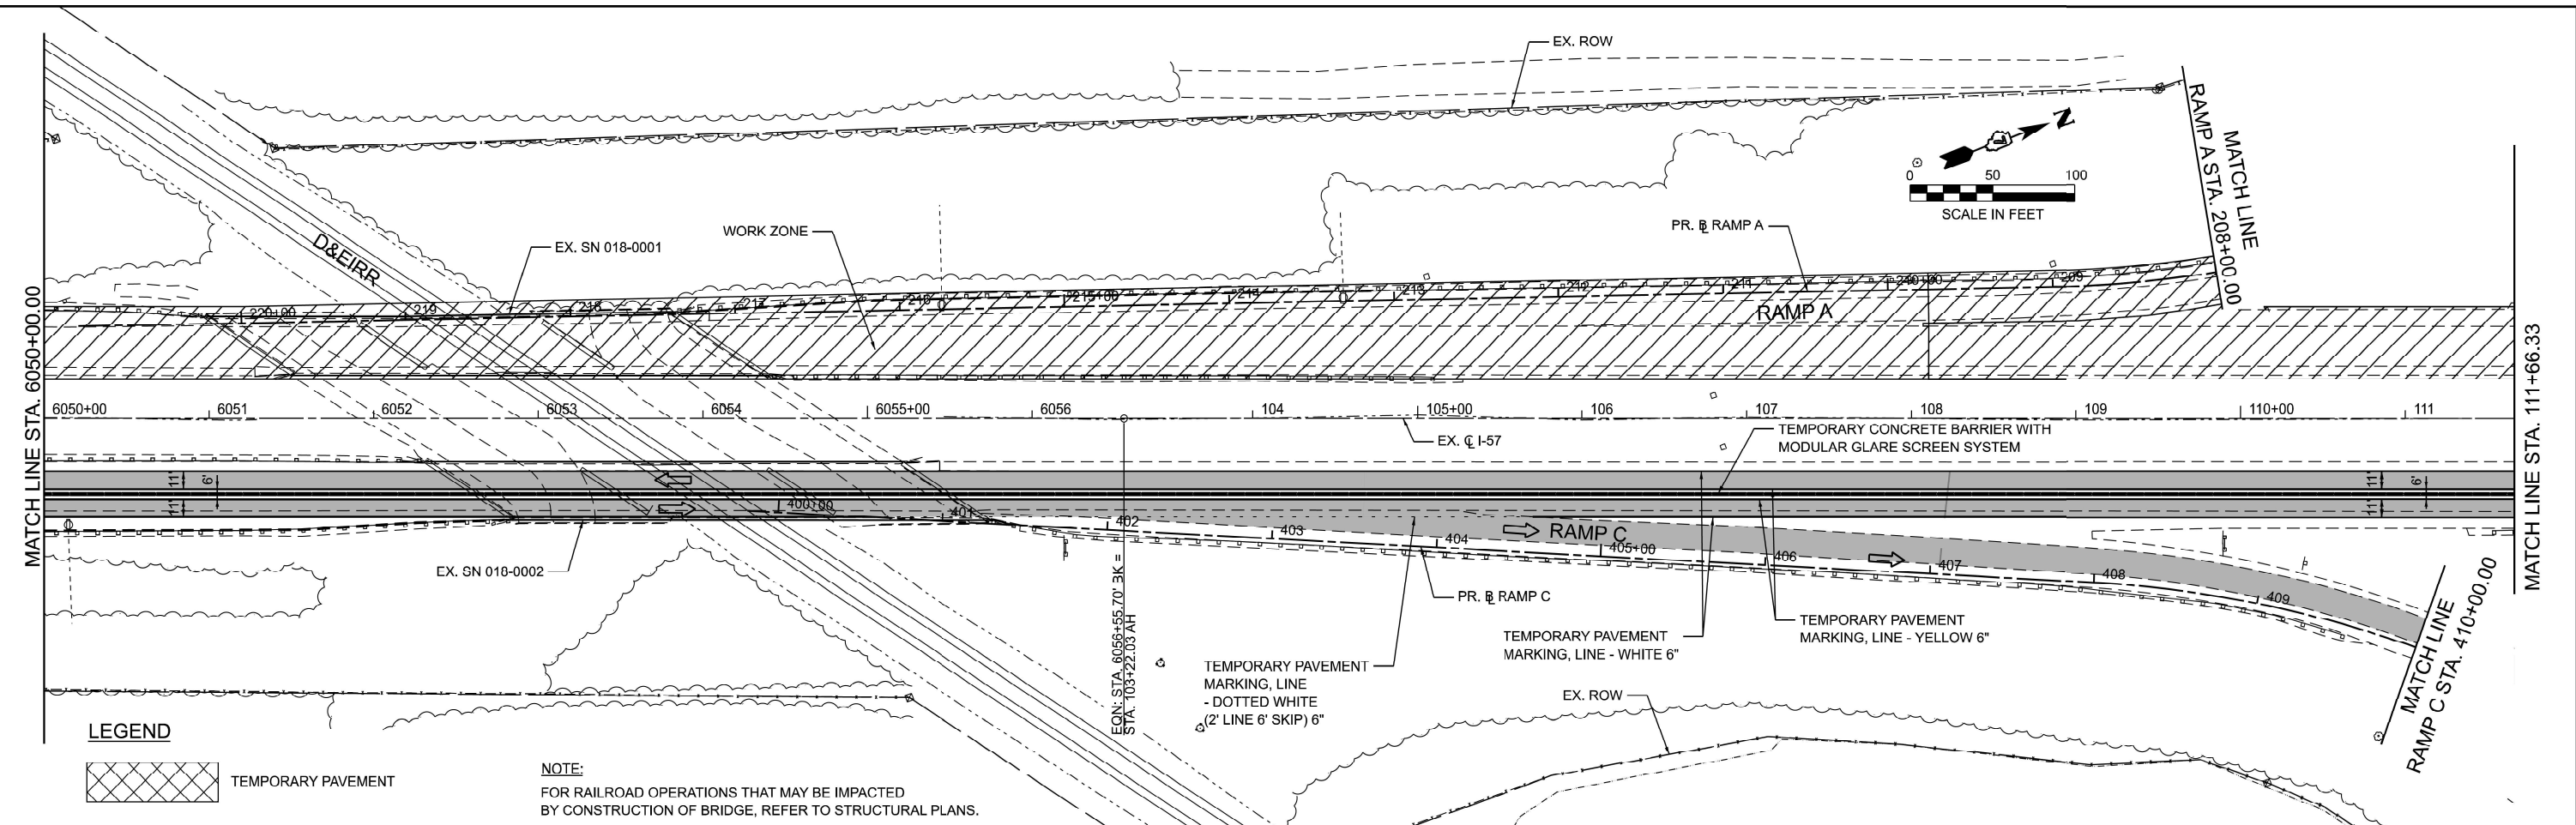 EX. ROW
N
0 50 100
SCALE IN FEET
MATCH LINE
RAMP A STA. 208+00.00
D&EIRR
EX. SN 018-0001
WORK ZONE
PR. BL RAMP A
220+00 219 218 217 216 215+00 214 213 212 211 210+00 209
RAMP A
MATCH LINE STA. 6050+00.00
6050+00 6051 6052 6053 6054 6055+00 6056 104 105+00 106 107 108 109 110+00 111
MATCH LINE STA. 111+66.33
EX. CL I-57
TEMPORARY CONCRETE BARRIER WITH
MODULAR GLARE SCREEN SYSTEM
11' 6' 11'
11' 6' 11'
400+00 401 402 403 404 405+00 406 407 408 409
RAMP C
EX. SN 018-0002
EQN: STA. 6056+55.70' BK =
STA. 103+22.03 AH
PR. BL RAMP C
TEMPORARY PAVEMENT
MARKING, LINE
- DOTTED WHITE
(2' LINE 6' SKIP) 6"
TEMPORARY PAVEMENT
MARKING, LINE - WHITE 6"
TEMPORARY PAVEMENT
MARKING, LINE - YELLOW 6"
EX. ROW
MATCH LINE
RAMP C STA. 410+00.00
LEGEND
TEMPORARY PAVEMENT
NOTE:
FOR RAILROAD OPERATIONS THAT MAY BE IMPACTED
BY CONSTRUCTION OF BRIDGE, REFER TO STRUCTURAL PLANS.